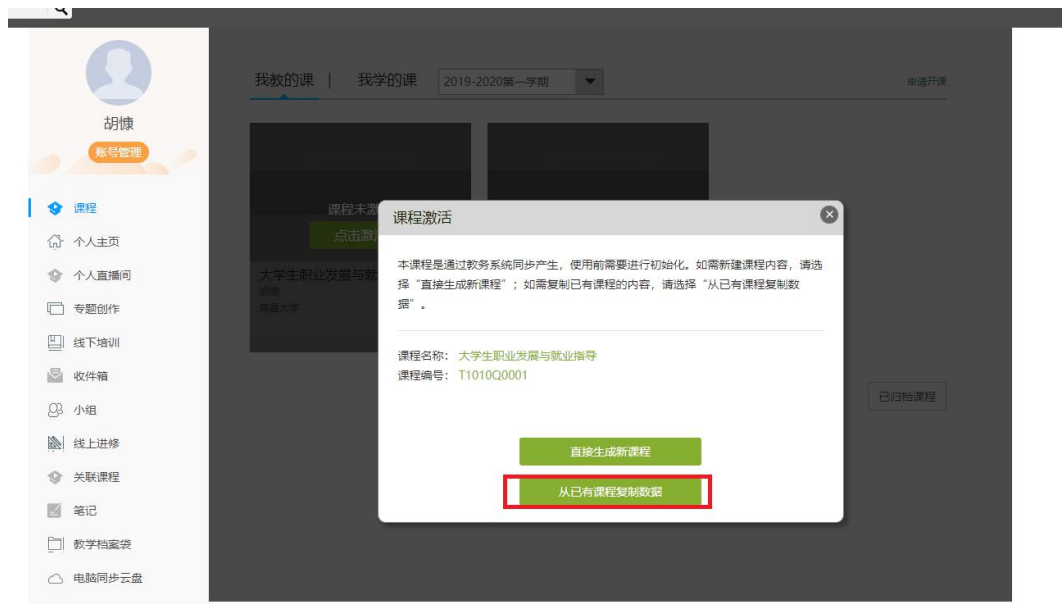 胡慷
账号管理
课程
个人主页
个人直播间
专题创作
线下培训
收件箱
小组
线上进修
关联课程
笔记
教学档案袋
电脑同步云盘
我教的课 | 我学的课 2019-2020第一学期
申请开课
课程未激
点击激
大学生职业发展与就
胡慷
南昌大学
课程激活
本课程是通过教务系统同步产生，使用前需要进行初始化。如需新建课程内容，请选
择“直接生成新课程”；如需复制已有课程的内容，请选择“从已有课程复制数
据”。
课程名称： 大学生职业发展与就业指导
课程编号： T1010Q0001
直接生成新课程
从已有课程复制数据
已归档课程